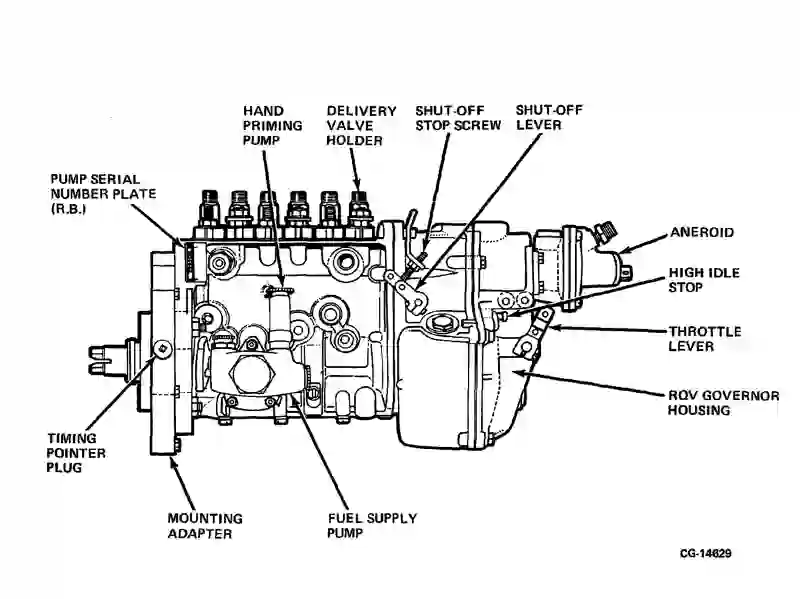 HAND
PRIMING
PUMP
DELIVERY
VALVE
HOLDER
SHUT-OFF
STOP SCREW
SHUT-OFF
LEVER
PUMP SERIAL
NUMBER PLATE
(R.B.)
ANEROID
HIGH IDLE
STOP
THROTTLE
LEVER
RQV GOVERNOR
HOUSING
TIMING
POINTER
PLUG
MOUNTING
ADAPTER
FUEL SUPPLY
PUMP
CG-14629